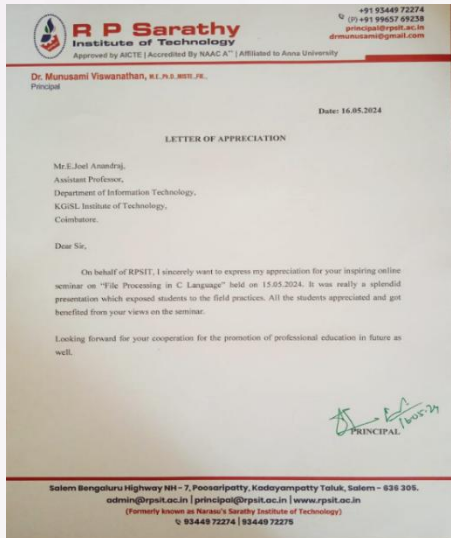 R P Sarathy
Institute of Technology
Approved by AICTE | Accredited By NAAC A++ | Affiliated to Anna University
+91 93449 72274
(P)+91 99657 69238
principal@rpsit.ac.in
drmunusami@gmail.com
Dr. Munusami Viswanathan, M.E.,Ph.D.,MISTE.,FIE.,
Principal
Date: 16.05.2024
LETTER OF APPRECIATION
Mr.E.Joel Anandraj,
Assistant Professor,
Department of Information Technology,
KGiSL Institute of Technology,
Coimbatore.
Dear Sir,
On behalf of RPSIT, I sincerely want to express my appreciation for your inspiring online
seminar on “File Processing in C Language” held on 15.05.2024. It was really a splendid
presentation which exposed students to the field practices. All the students appreciated and got
benefited from your views on the seminar.
Looking forward for your cooperation for the promotion of professional education in future as
well.
16.05.24
PRINCIPAL
Salem Bengaluru Highway NH - 7, Poosaripatty, Kadayampatty Taluk, Salem - 636 305.
admin@rpsit.ac.in | principal@rpsit.ac.in | www.rpsit.ac.in
(Formerly known as Narasu's Sarathy Institute of Technology)
93449 72274 | 93449 72275